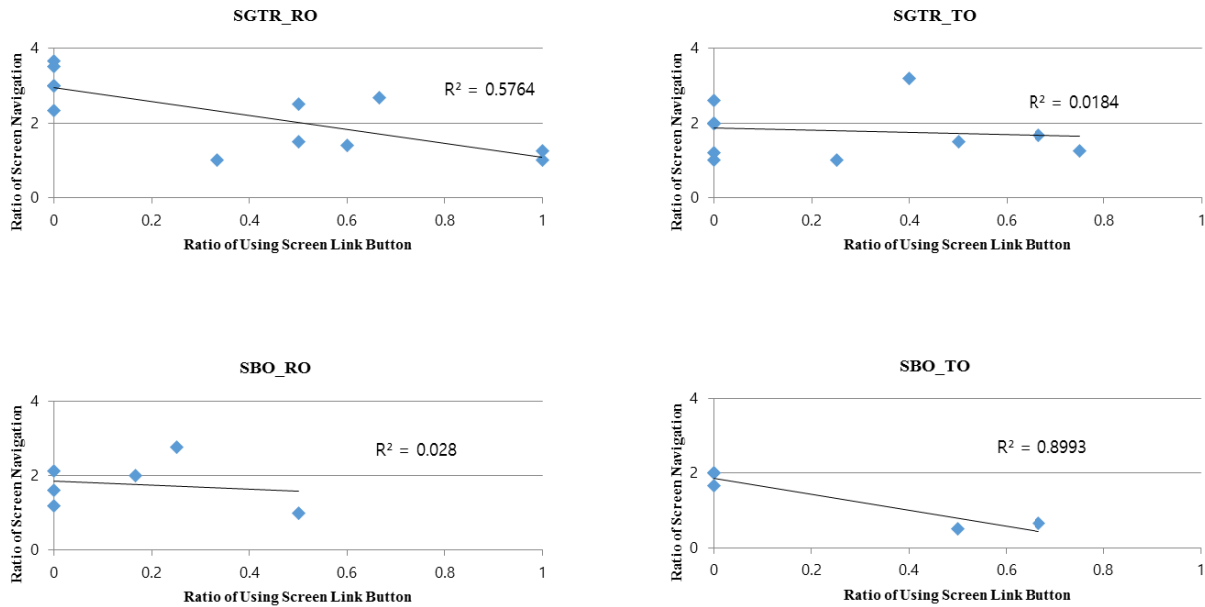 SGTR_RO
Ratio of Screen Navigation
4
2
0
R² = 0.5764
0 0.2 0.4 0.6 0.8 1
Ratio of Using Screen Link Button
SGTR_TO
Ratio of Screen Navigation
4
2
0
R² = 0.0184
0 0.2 0.4 0.6 0.8 1
Ratio of Using Screen Link Button
SBO_RO
Ratio of Screen Navigation
4
2
0
R² = 0.028
0 0.2 0.4 0.6 0.8 1
Ratio of Using Screen Link Button
SBO_TO
Ratio of Screen Navigation
4
2
0
R² = 0.8993
0 0.2 0.4 0.6 0.8 1
Ratio of Using Screen Link Button